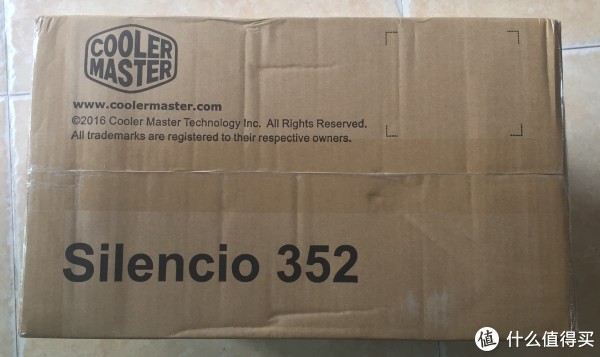 COOLER
MASTER
www.coolermaster.com
©2016 Cooler Master Technology Inc. All Rights Reserved.
All trademarks are registered to their respective owners.
Silencio 352
值 什么值得买